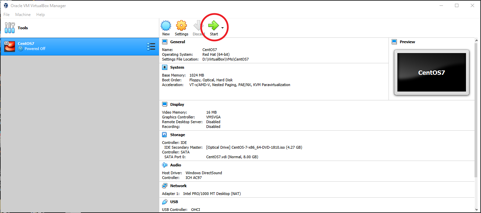 Oracle VM VirtualBox Manager
File Machine Help
Tools
New Settings Discard Start
CentOS7
Powered Off
General
Name: CentOS7
Operating System: Red Hat (64-bit)
Settings File Location: D:\VirtualBox\VMs\CentOS7
System
Base Memory: 1024 MB
Boot Order: Floppy, Optical, Hard Disk
Acceleration: VT-x/AMD-V, Nested Paging, PAE/NX, KVM Paravirtualization
Display
Video Memory: 16 MB
Graphics Controller: VMSVGA
Remote Desktop Server: Disabled
Recording: Disabled
Storage
Controller: IDE
IDE Secondary Master: [Optical Drive] CentOS-7-x86_64-DVD-1810.iso (4.27 GB)
Controller: SATA
SATA Port 0: CentOS7.vdi (Normal, 8.00 GB)
Audio
Host Driver: Windows DirectSound
Controller: ICH AC97
Network
Adapter 1: Intel PRO/1000 MT Desktop (NAT)
USB
USB Controller: OHCI
Preview
CentOS7